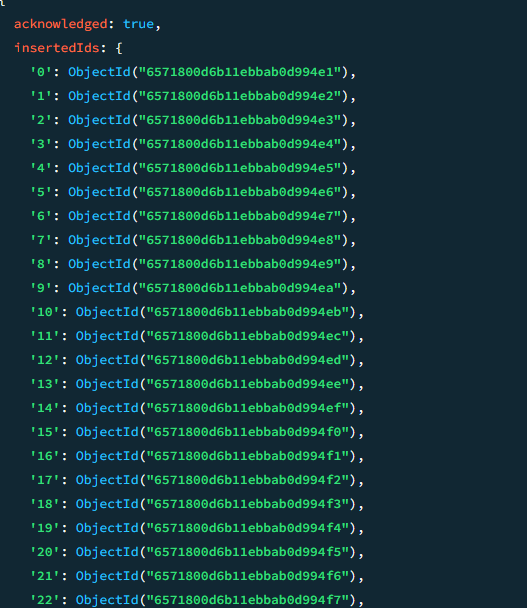 {
acknowledged: true,
insertedIds: {
'0': ObjectId("6571800d6b11ebbab0d994e1"),
'1': ObjectId("6571800d6b11ebbab0d994e2"),
'2': ObjectId("6571800d6b11ebbab0d994e3"),
'3': ObjectId("6571800d6b11ebbab0d994e4"),
'4': ObjectId("6571800d6b11ebbab0d994e5"),
'5': ObjectId("6571800d6b11ebbab0d994e6"),
'6': ObjectId("6571800d6b11ebbab0d994e7"),
'7': ObjectId("6571800d6b11ebbab0d994e8"),
'8': ObjectId("6571800d6b11ebbab0d994e9"),
'9': ObjectId("6571800d6b11ebbab0d994ea"),
'10': ObjectId("6571800d6b11ebbab0d994eb"),
'11': ObjectId("6571800d6b11ebbab0d994ec"),
'12': ObjectId("6571800d6b11ebbab0d994ed"),
'13': ObjectId("6571800d6b11ebbab0d994ee"),
'14': ObjectId("6571800d6b11ebbab0d994ef"),
'15': ObjectId("6571800d6b11ebbab0d994f0"),
'16': ObjectId("6571800d6b11ebbab0d994f1"),
'17': ObjectId("6571800d6b11ebbab0d994f2"),
'18': ObjectId("6571800d6b11ebbab0d994f3"),
'19': ObjectId("6571800d6b11ebbab0d994f4"),
'20': ObjectId("6571800d6b11ebbab0d994f5"),
'21': ObjectId("6571800d6b11ebbab0d994f6"),
'22': ObjectId("6571800d6b11ebbab0d994f7"),